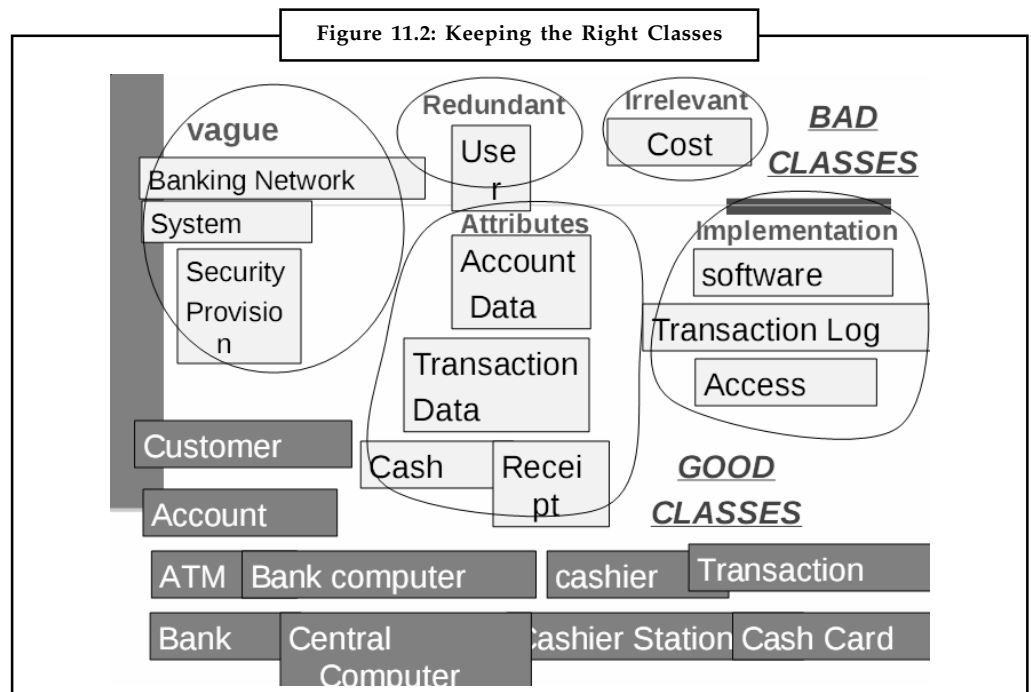 Figure 11.2: Keeping the Right Classes
vague
Banking Network
System
Security
Provisio
n
Redundant
Use
r
Irrelevant
Cost
BAD
CLASSES
Attributes
Account
Data
Transaction
Data
Cash
Recei
pt
Implementation
software
Transaction Log
Access
GOOD
CLASSES
Customer
Account
ATM
Bank computer
cashier
Transaction
Bank
Central
Computer
Cashier Station
Cash Card